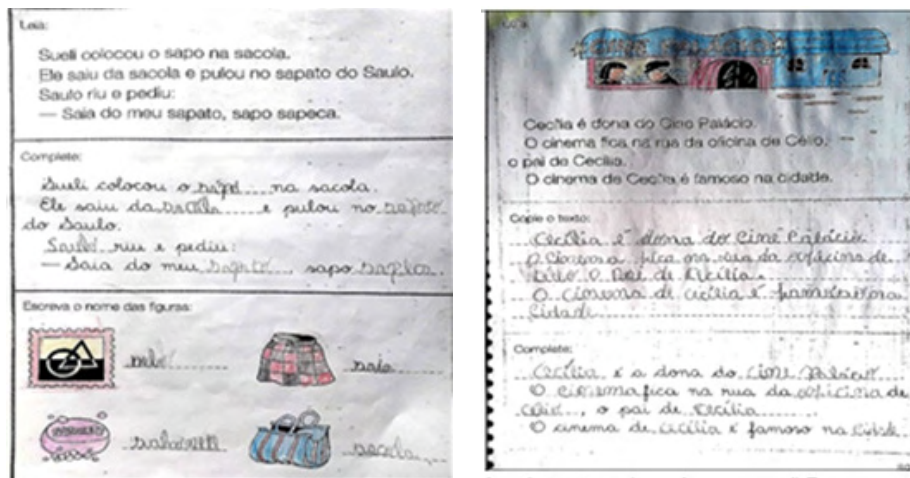 Leia:
Sueli colocou o sapo na sacola.
Ele saiu da sacola e pulou no sapato do Saulo.
Saulo riu e pediu:
— Saia do meu sapato, sapo sapeca.
Complete:
Sueli colocou o sapo na sacola.
Ele saiu da sacola e pulou no sapato
do Saulo.
Saulo riu e pediu:
— Saia do meu sapato, sapo
Escreva o nome das figuras:
selo
saia
sabonete
sacola
Cecília é dona do Cine Palácio.
O cinema fica na rua da oficina de Célio,
o pai de Cecília.
O cinema de Cecília é famoso na cidade.
Copie o texto:
Cecília é dona do Cine Palácio
O cinema fica na rua da oficina de
o pai de Cecília.
O cinema de cecília é na
cidade
Complete:
Cecília é a dona do cine Palácio
O cinema fica na rua da oficina de
Célio, o pai de Cecília.
O cinema de cecília é famoso na cidade